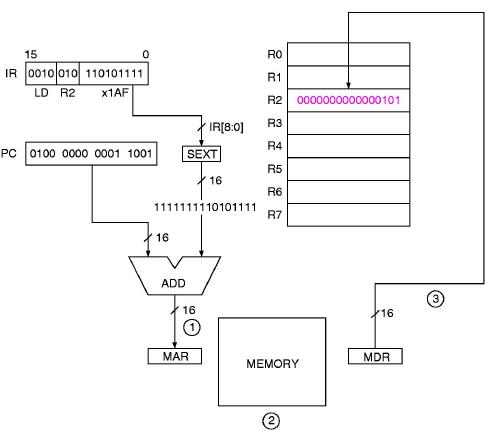 15 0
IR 0010 010 110101111
LD R2 x1AF
IR[8:0]
PC 0100 0000 0001 1001
SEXT
16
1111111110101111
16
ADD
16
1
MAR
MEMORY
2
R0
R1
R2 0000000000000101
R3
R4
R5
R6
R7
3
16
MDR